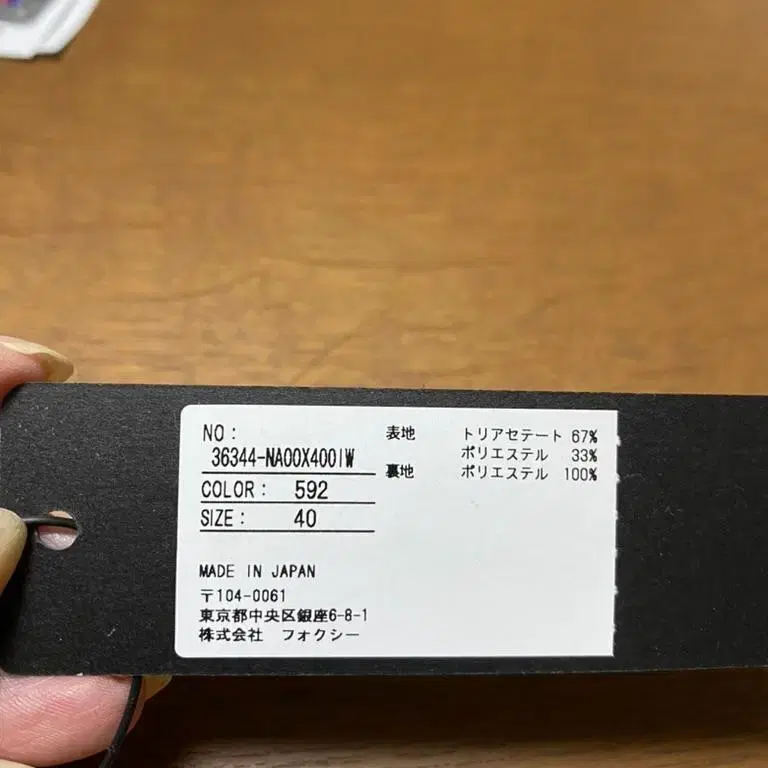 NO:
36344-NA00X400IW
COLOR: 592
SIZE: 40
表地 トリアセテート 67%
ポリエステル 33%
裏地 ポリエステル 100%
MADE IN JAPAN
〒104-0061
東京都中央区銀座6-8-1
株式会社 フォクシー